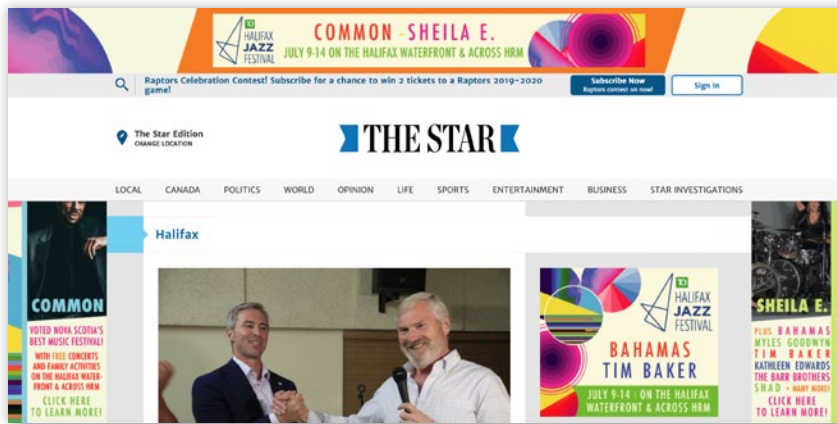 TD
HALIFAX
JAZZ
FESTIVAL
COMMON - SHEILA E.
JULY 9-14 ON THE HALIFAX WATERFRONT & ACROSS HRM
Raptors Celebration Contest! Subscribe for a chance to win 2 tickets to a Raptors 2019-2020
game!
Subscribe Now
Raptors contest on now!
Sign In
The Star Edition
CHANGE LOCATION
THE STAR
LOCAL CANADA POLITICS WORLD OPINION LIFE SPORTS ENTERTAINMENT BUSINESS STAR INVESTIGATIONS
Halifax
COMMON
VOTED NOVA SCOTIA'S
BEST MUSIC FESTIVAL!
WITH FREE CONCERTS
AND FAMILY ACTIVITIES
ON THE HALIFAX WATER-
FRONT & ACROSS HRM
CLICK HERE
TO LEARN MORE!
TD
HALIFAX
JAZZ
FESTIVAL
BAHAMAS
TIM BAKER
JULY 9-14 | ON THE HALIFAX
WATERFRONT & ACROSS HRM
SHEILA E.
PLUS BAHAMAS
MYLES GOODWYN
TIM BAKER
KATHLEEN EDWARDS
THE BARR BROTHERS
SHAD - MANY MORE!
CLICK HERE
TO LEARN MORE!